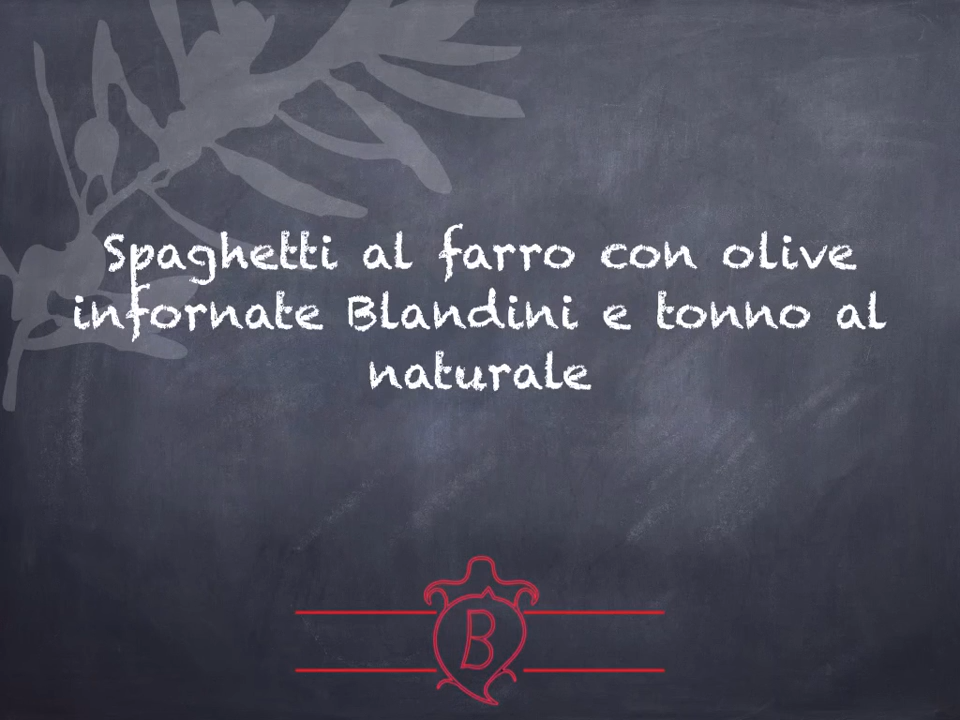 Spaghetti al farro con olive
infornate Blandini e tonno al
naturale
B